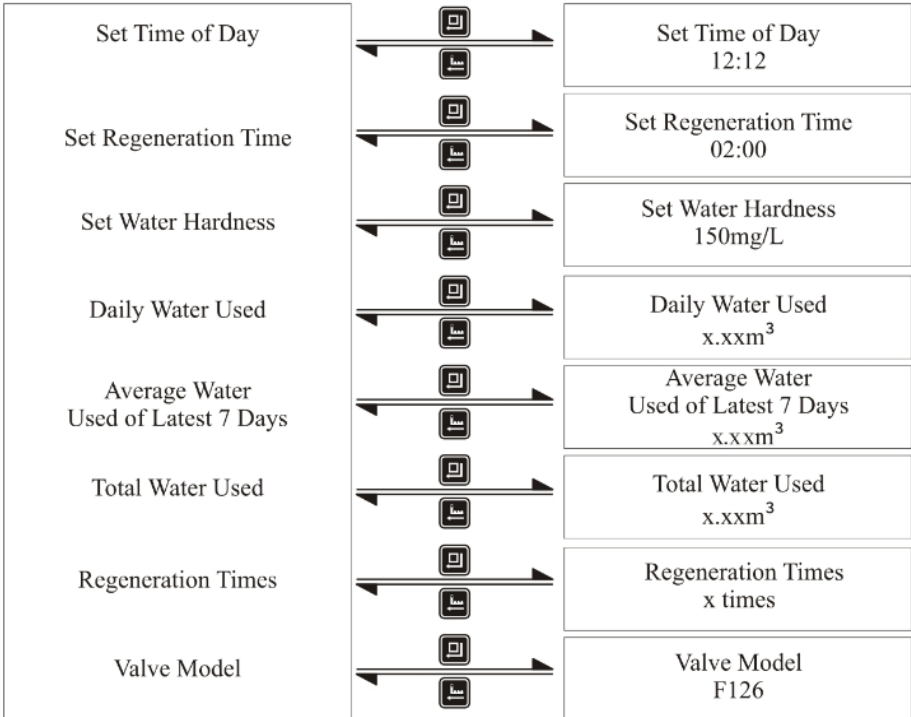 Set Time of Day
Set Time of Day
12:12
Set Regeneration Time
Set Regeneration Time
02:00
Set Water Hardness
Set Water Hardness
150mg/L
Daily Water Used
Daily Water Used
x.xxm³
Average Water
Used of Latest 7 Days
Average Water
Used of Latest 7 Days
x.xxm³
Total Water Used
Total Water Used
x.xxm³
Regeneration Times
Regeneration Times
x times
Valve Model
Valve Model
F126